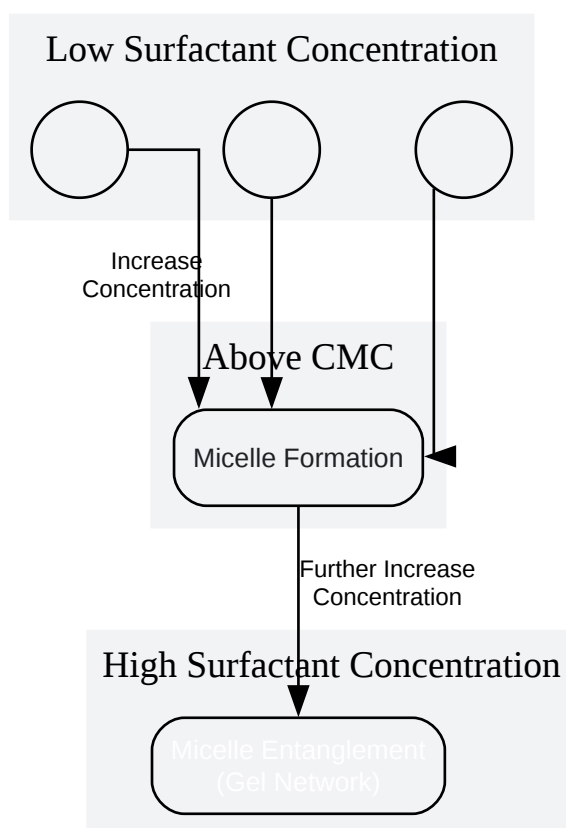 Low Surfactant Concentration
Increase
Concentration
Above CMC
Micelle Formation
Further Increase
Concentration
High Surfactant Concentration
Micelle Entanglement
(Gel Network)